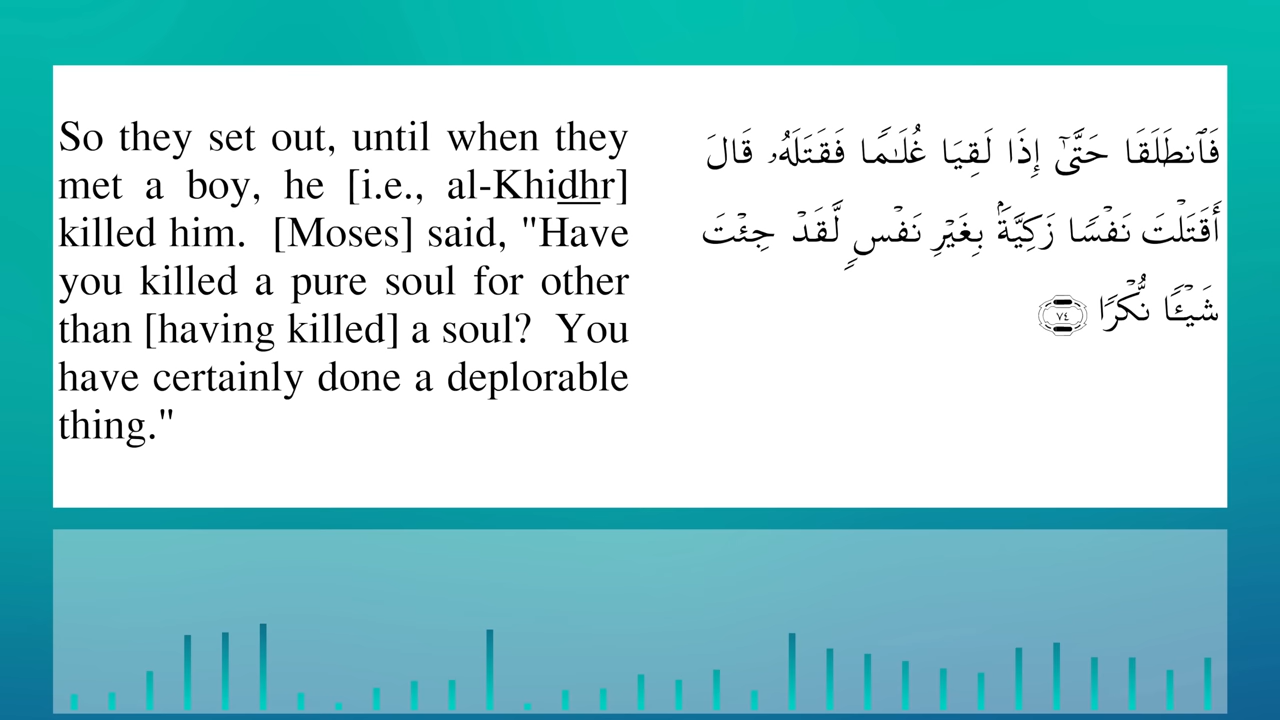 So they set out, until when they
met a boy, he [i.e., al-Khidhr]
killed him. [Moses] said, "Have
you killed a pure soul for other
than [having killed] a soul? You
have certainly done a deplorable
thing."
فَٱنطَلَقَا حَتَّىٰٓ إِذَا لَقِيَا غُلَـٰمًا فَقَتَلَهُۥ قَالَ
أَقَتَلْتَ نَفْسًا زَكِيَّةًۢ بِغَيْرِ نَفْسٍ لَّقَدْ جِئْتَ
شَيْـًٔا نُّكْرًا ٧٤